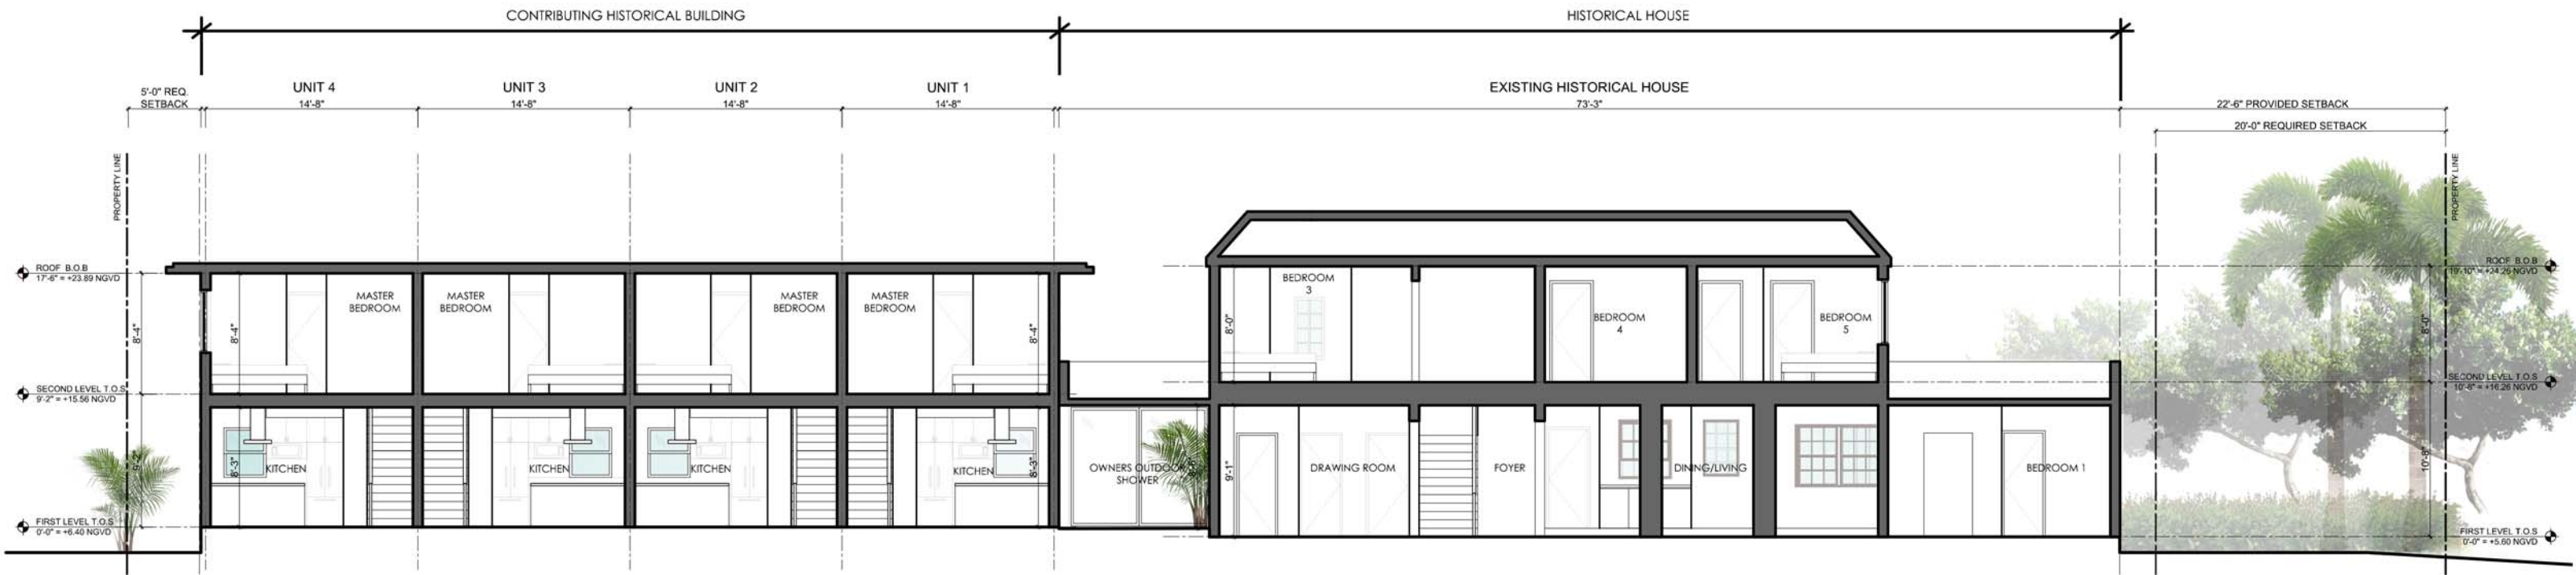 CONTRIBUTING HISTORICAL BUILDING
HISTORICAL HOUSE
5'-0" REQ.
SETBACK
UNIT 4
14'-8"
UNIT 3
14'-8"
UNIT 2
14'-8"
UNIT 1
14'-8"
EXISTING HISTORICAL HOUSE
73'-3"
22'-6" PROVIDED SETBACK
20'-0" REQUIRED SETBACK
PROPERTY LINE
PROPERTY LINE
ROOF B.O.B
17'-6" = +23.89 NGVD
SECOND LEVEL T.O.S
9'-2" = +15.56 NGVD
FIRST LEVEL T.O.S
0'-0" = +6.40 NGVD
8'-4"
9'-2"
8'-4"
8'-3"
MASTER
BEDROOM
MASTER
BEDROOM
MASTER
BEDROOM
MASTER
BEDROOM
8'-4"
8'-3"
KITCHEN
KITCHEN
KITCHEN
KITCHEN
OWNERS OUTDOOR
SHOWER
BEDROOM
3
8'-0"
BEDROOM
4
BEDROOM
5
9'-1"
DRAWING ROOM
FOYER
DINING/LIVING
BEDROOM 1
8'-0"
10'-8"
ROOF B.O.B
19'-10" = +24.26 NGVD
SECOND LEVEL T.O.S
= +16.26 NGVD
FIRST LEVEL T.O.S
0'-0" = +5.60 NGVD